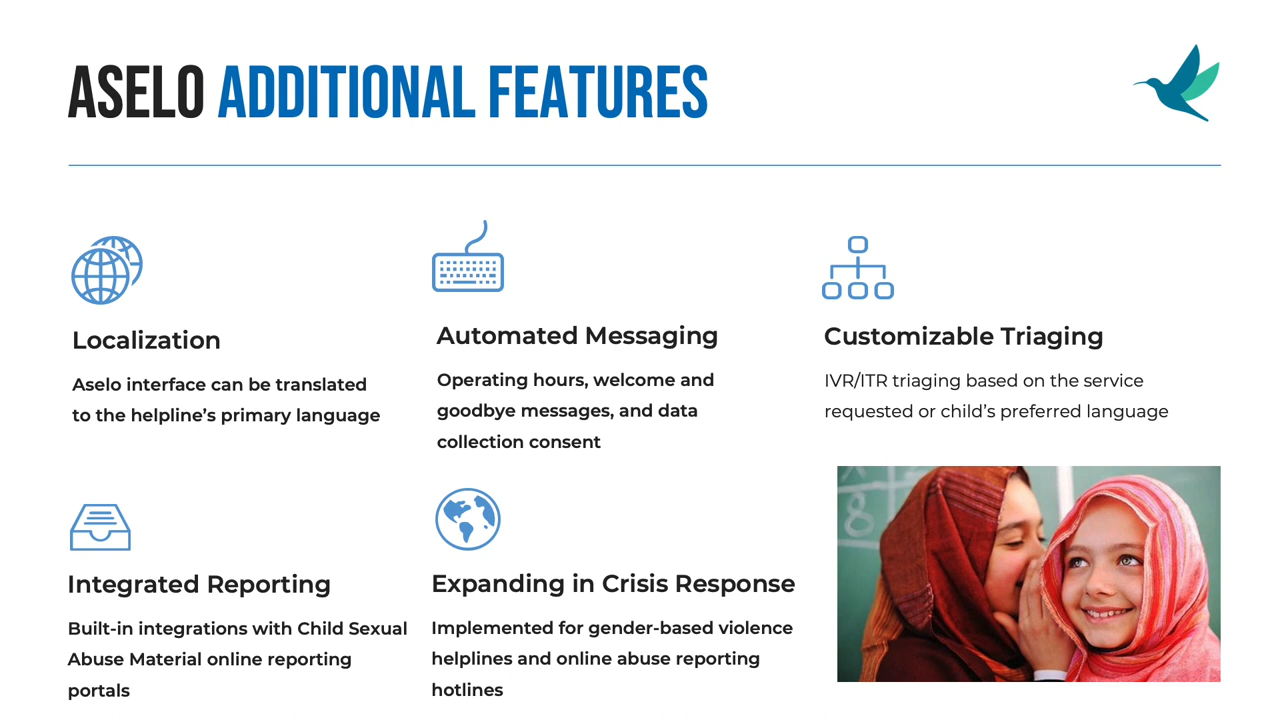 ASELO ADDITIONAL FEATURES
Localization
Aselo interface can be translated
to the helpline’s primary language
Automated Messaging
Operating hours, welcome and
goodbye messages, and data
collection consent
Customizable Triaging
IVR/ITR triaging based on the service
requested or child’s preferred language
Integrated Reporting
Built-in integrations with Child Sexual
Abuse Material online reporting
portals
Expanding in Crisis Response
Implemented for gender-based violence
helplines and online abuse reporting
hotlines
8